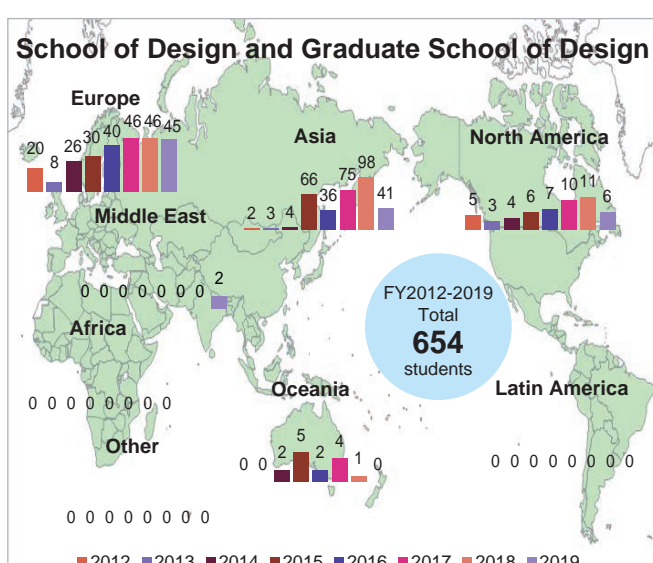 School of Design and Graduate School of Design
Europe
20 8 26 30 40 46 46 45
Asia
2 3 4 66 36 75 98 41
North America
5 3 4 6 7 10 11 6
Middle East
0 0 0 0 0 0 0 2
FY2012-2019
Total
654
students
Africa
0 0 0 0 0 0 0 0
Oceania
0 0 2 5 2 4 1 0
Latin America
0 0 0 0 0 0 0 0
Other
0 0 0 0 0 0 0 0
2012 2013 2014 2015 2016 2017 2018 2019